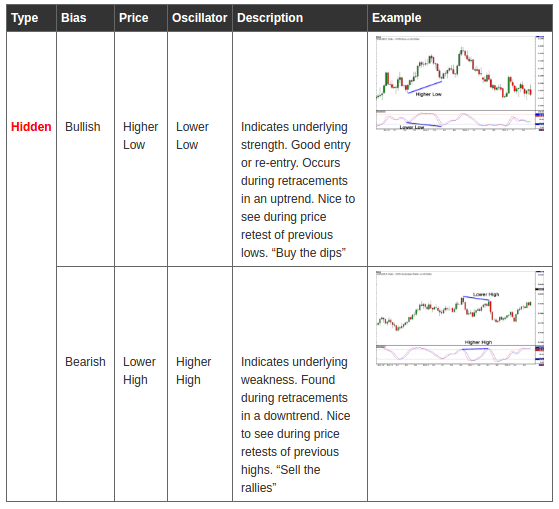 Type Bias Price Oscillator Description Example
Hidden Bullish Higher Low Lower Low
Indicates underlying
strength. Good entry
or re-entry. Occurs
during retracements
in an uptrend. Nice to
see during price
retest of previous
lows. “Buy the dips”
Higher Low
Lower Low
Bearish Lower High Higher High
Indicates underlying
weakness. Found
during retracements
in a downtrend. Nice
to see during price
retests of previous
highs. “Sell the
rallies”
Lower High
Higher High